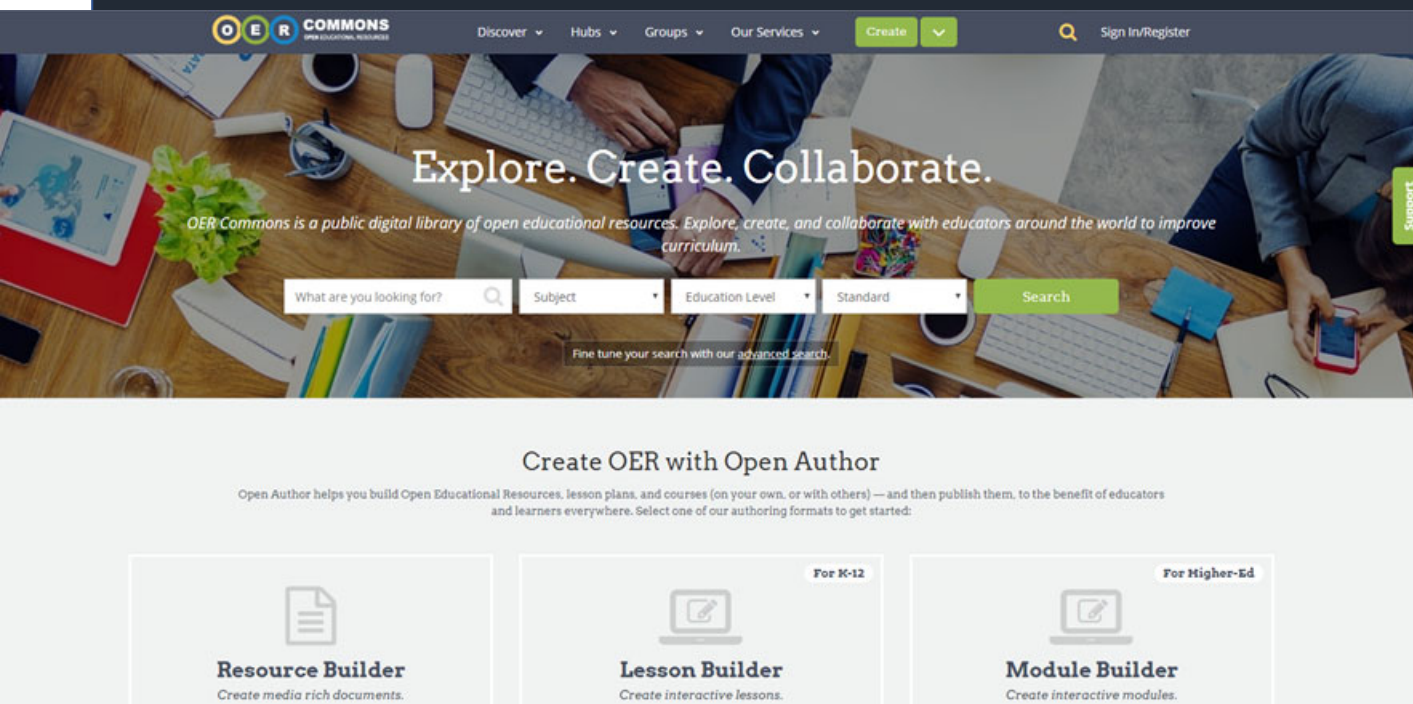 O E R COMMONS
OPEN EDUCATIONAL RESOURCES
Discover Hubs Groups Our Services Create Sign In/Register
Explore. Create. Collaborate.
OER Commons is a public digital library of open educational resources. Explore, create, and collaborate with educators around the world to improve
curriculum.
What are you looking for? Subject Education Level Standard Search
Support
Fine tune your search with our advanced search.
Create OER with Open Author
Open Author helps you build Open Educational Resources, lesson plans, and courses (on your own, or with others) — and then publish them, to the benefit of educators
and learners everywhere. Select one of our authoring formats to get started:
For K-12
For Migher-Ed
Resource Builder
Create media rich documents.
Lesson Builder
Create interactive lessons.
Module Builder
Create interactive modules.